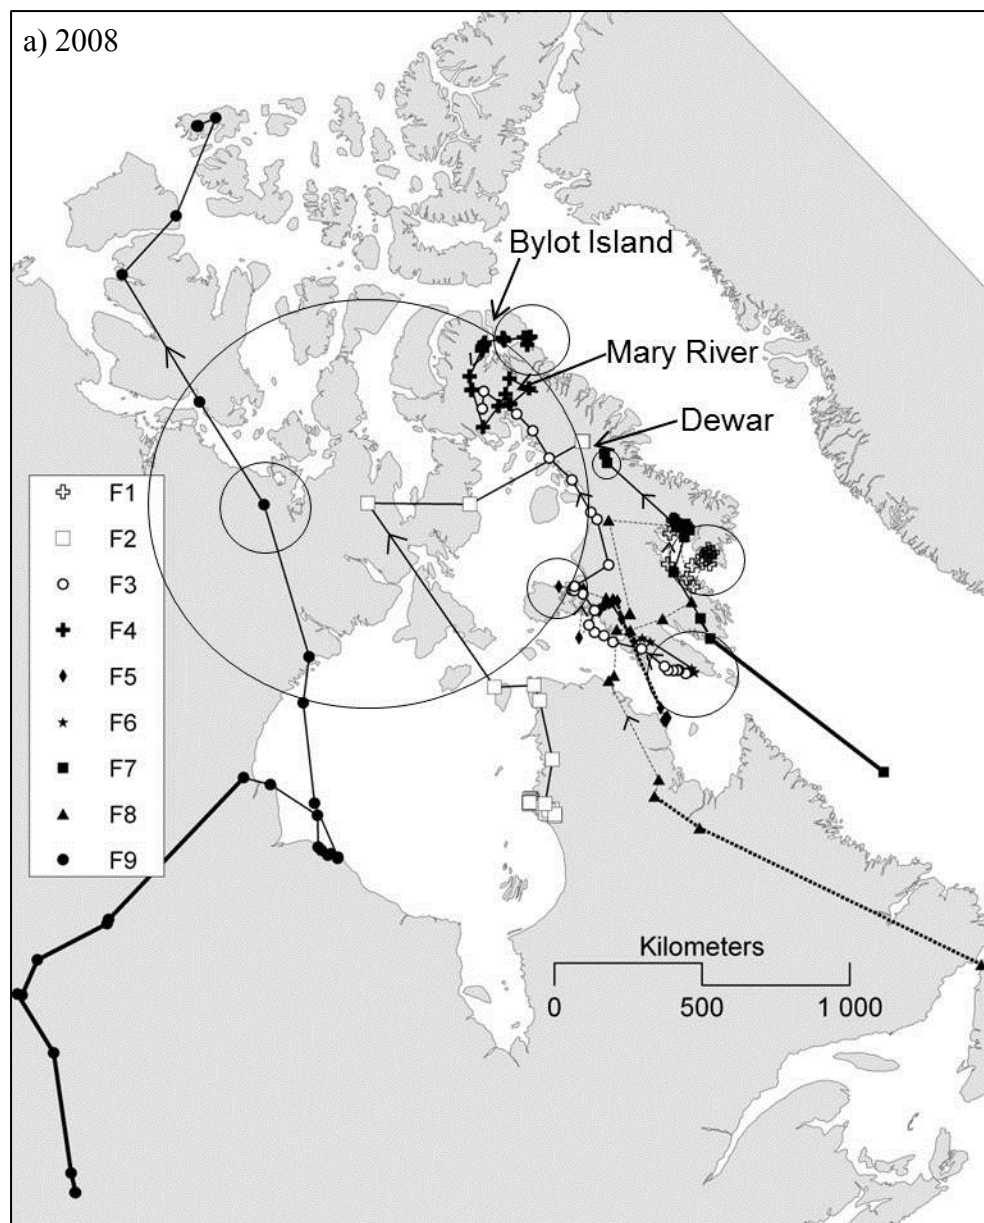 a) 2008
Bylot Island
Mary River
Dewar
F1
F2
F3
F4
F5
F6
F7
F8
F9
Kilometers
0 500 1 000